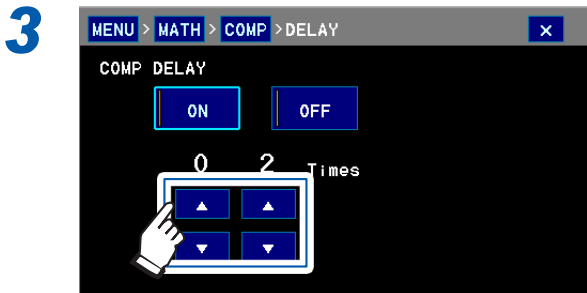 3
MENU > MATH > COMP >DELAY x
COMP DELAY
ON OFF
0 2 Times